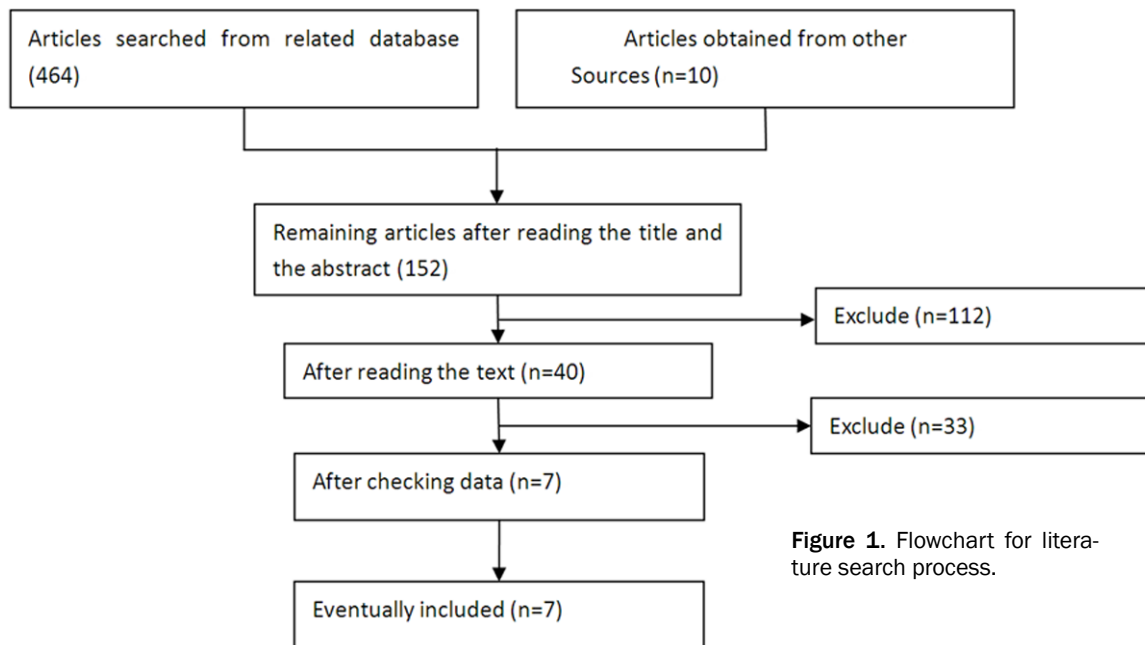 Articles searched from related database
(464)
Articles obtained from other
Sources (n=10)
Remaining articles after reading the title and
the abstract (152)
Exclude (n=112)
After reading the text (n=40)
Exclude (n=33)
After checking data (n=7)
Figure 1. Flowchart for litera-
ture search process.
Eventually included (n=7)